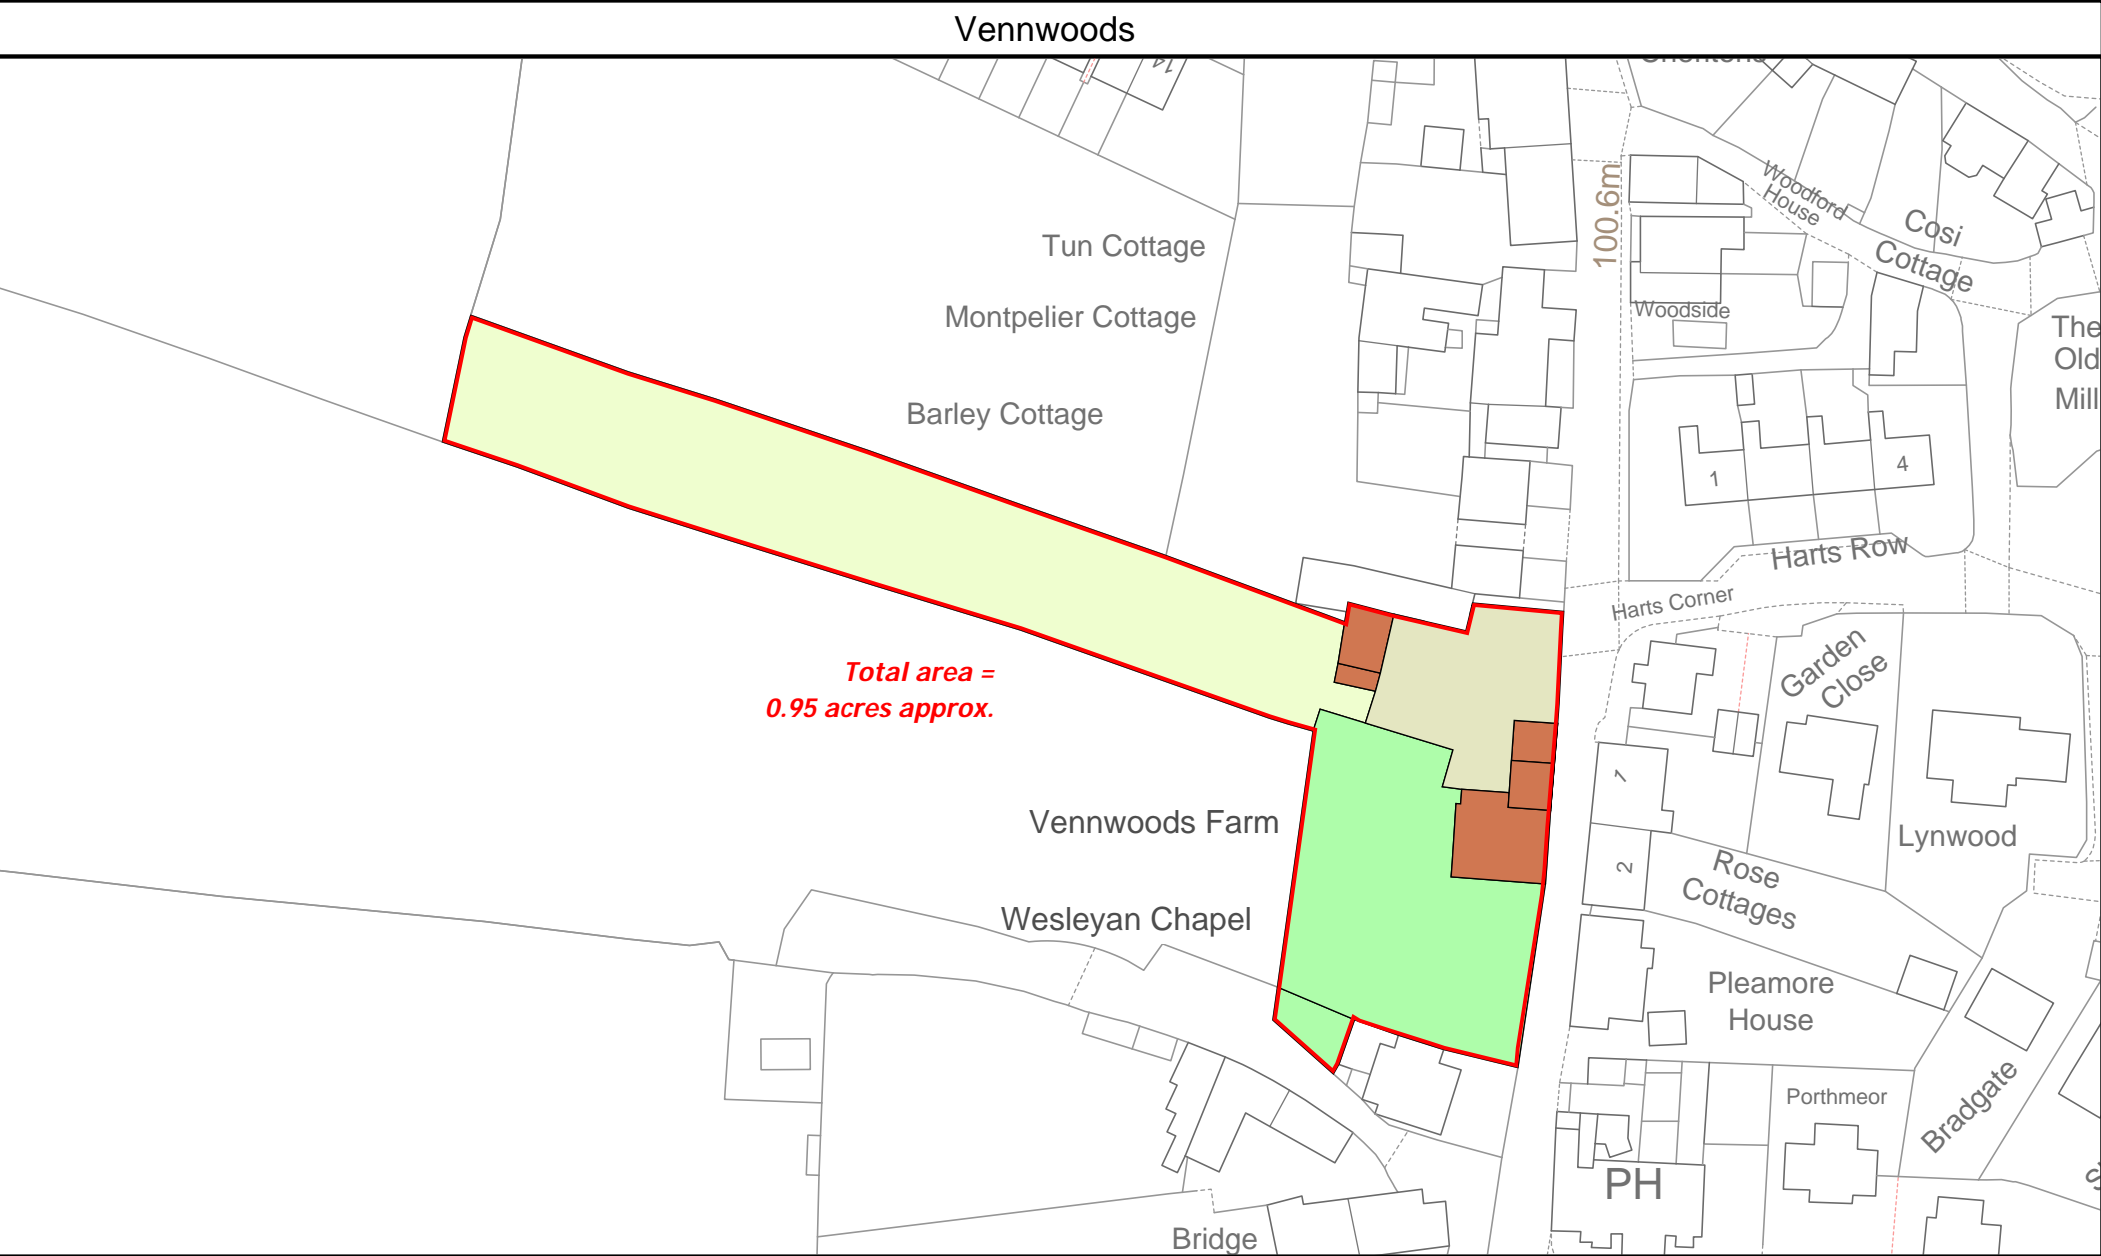 Vennwoods
14
100.6m
Woodford
House
Cosi
Cottage
Tun Cottage
Montpelier Cottage
Woodside
The
Old
Mill
Barley Cottage
1
4
Harts Row
Harts Corner
Garden
Close
Total area =
0.95 acres approx.
1
Vennwoods Farm
Lynwood
2
Rose
Cottages
Wesleyan Chapel
Pleamore
House
Porthmeor
Bradgate
PH
Bridge